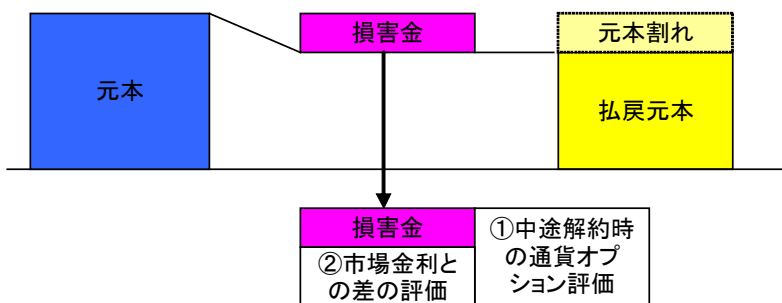 元本
損害金
元本割れ
払戻元本
損害金
②市場金利と
の差の評価
①中途解約時
の通貨オプ
ション評価